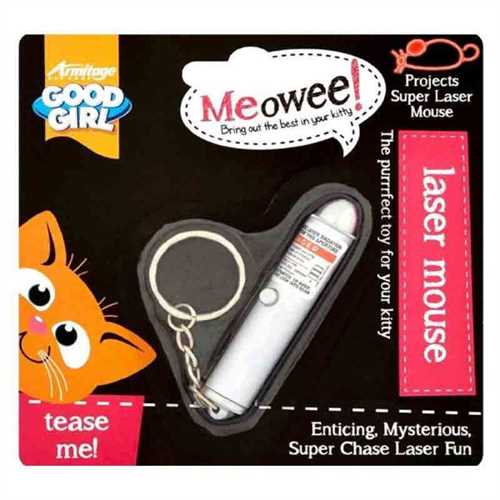 Armitage
GOOD
GIRL
Meowee!
Bring out the best in your kitty
Projects
Super Laser
Mouse
laser mouse
The purrrfect toy for your kitty
tease
me!
Enticing, Mysterious,
Super Chase Laser Fun